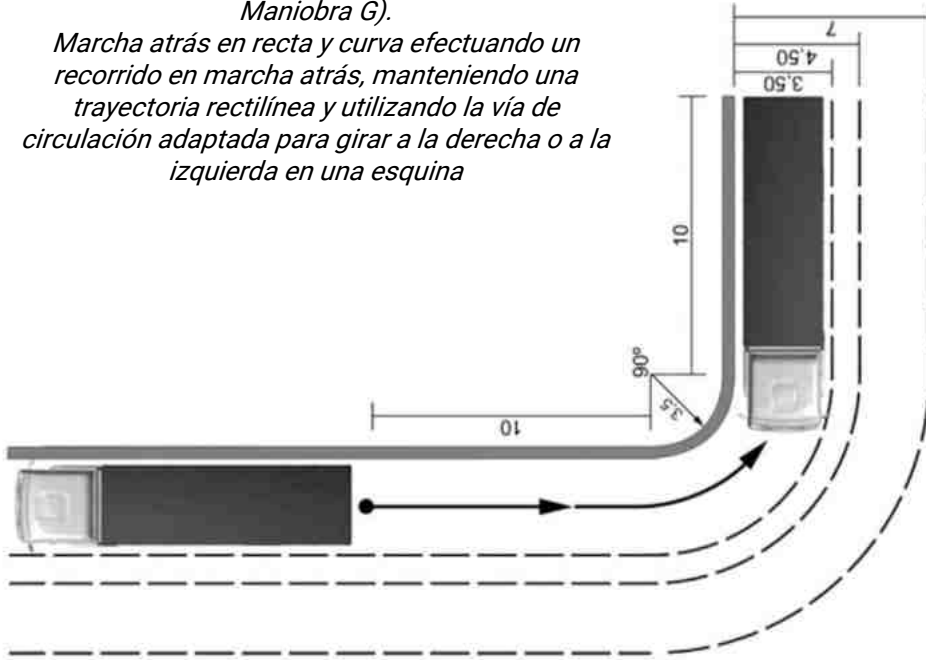 Maniobra G).
Marcha atrás en recta y curva efectuando un
recorrido en marcha atrás, manteniendo una
trayectoria rectilínea y utilizando la vía de
circulación adaptada para girar a la derecha o a la
izquierda en una esquina
7
4,50
3,50
10
90º
3,5
10